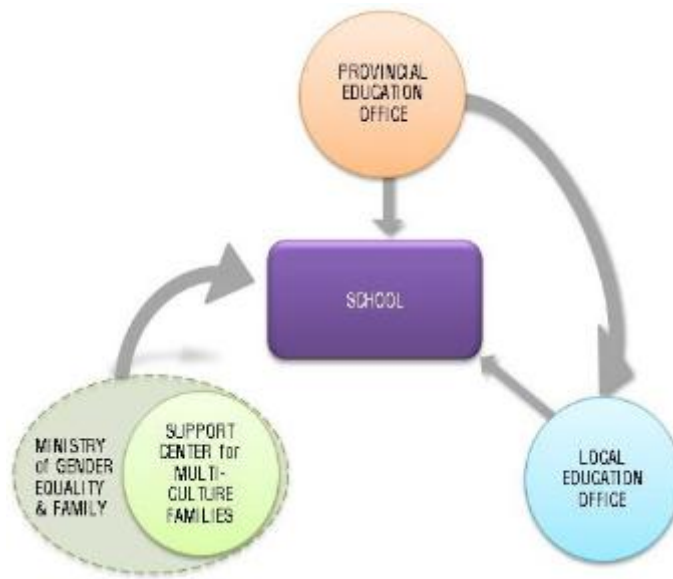 PROVINCIAL
EDUCATION
OFFICE
SCHOOL
MINISTRY
of GENDER
EQUALITY
& FAMILY
SUPPORT
CENTER for
MULTI-
CULTURE
FAMILIES
LOCAL
EDUCATION
OFFICE